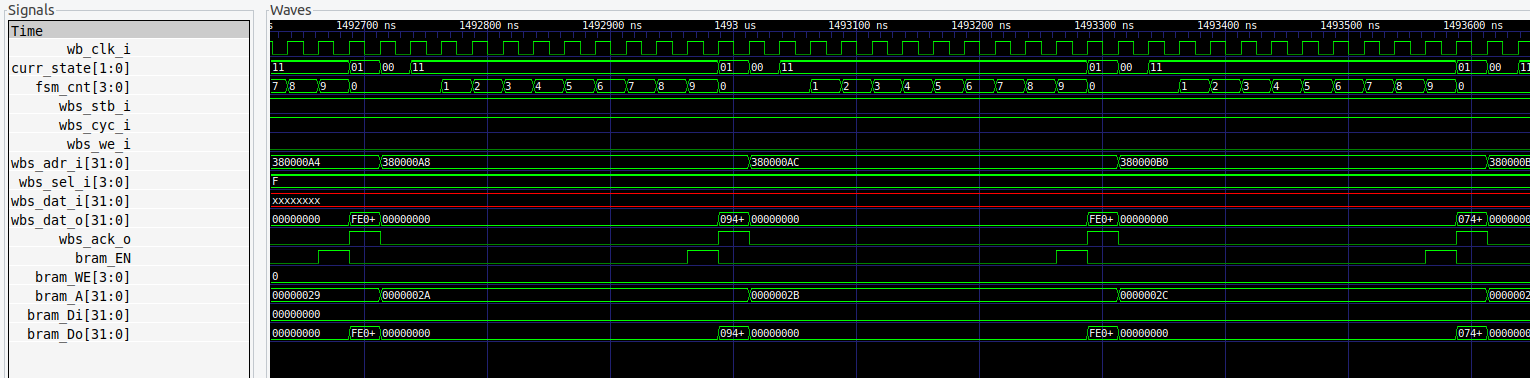 Signals Waves
Time s 1492700 ns 1492800 ns 1492900 ns 1493 us 1493100 ns 1493200 ns 1493300 ns 1493400 ns 1493500 ns 1493600 ns
wb_clk_i
curr_state[1:0] 11 01 00 11 01 00 11 01 00 11 01 00 11
fsm_cnt[3:0] 7 8 9 0 1 2 3 4 5 6 7 8 9 0 1 2 3 4 5 6 7 8 9 0 1 2 3 4 5 6 7 8 9 0
wbs_stb_i
wbs_cyc_i
wbs_we_i
wbs_adr_i[31:0] 380000A4 380000A8 380000AC 380000B0 380000B
wbs_sel_i[3:0] F
wbs_dat_i[31:0] xxxxxxxx
wbs_dat_o[31:0] 00000000 FE0+ 00000000 094+ 00000000 FE0+ 00000000 074+ 0000000
wbs_ack_o
bram_EN
bram_WE[3:0] 0
bram_A[31:0] 00000029 0000002A 0000002B 0000002C 0000002
bram_Di[31:0] 00000000
bram_Do[31:0] 00000000 FE0+ 00000000 094+ 00000000 FE0+ 00000000 074+ 0000000